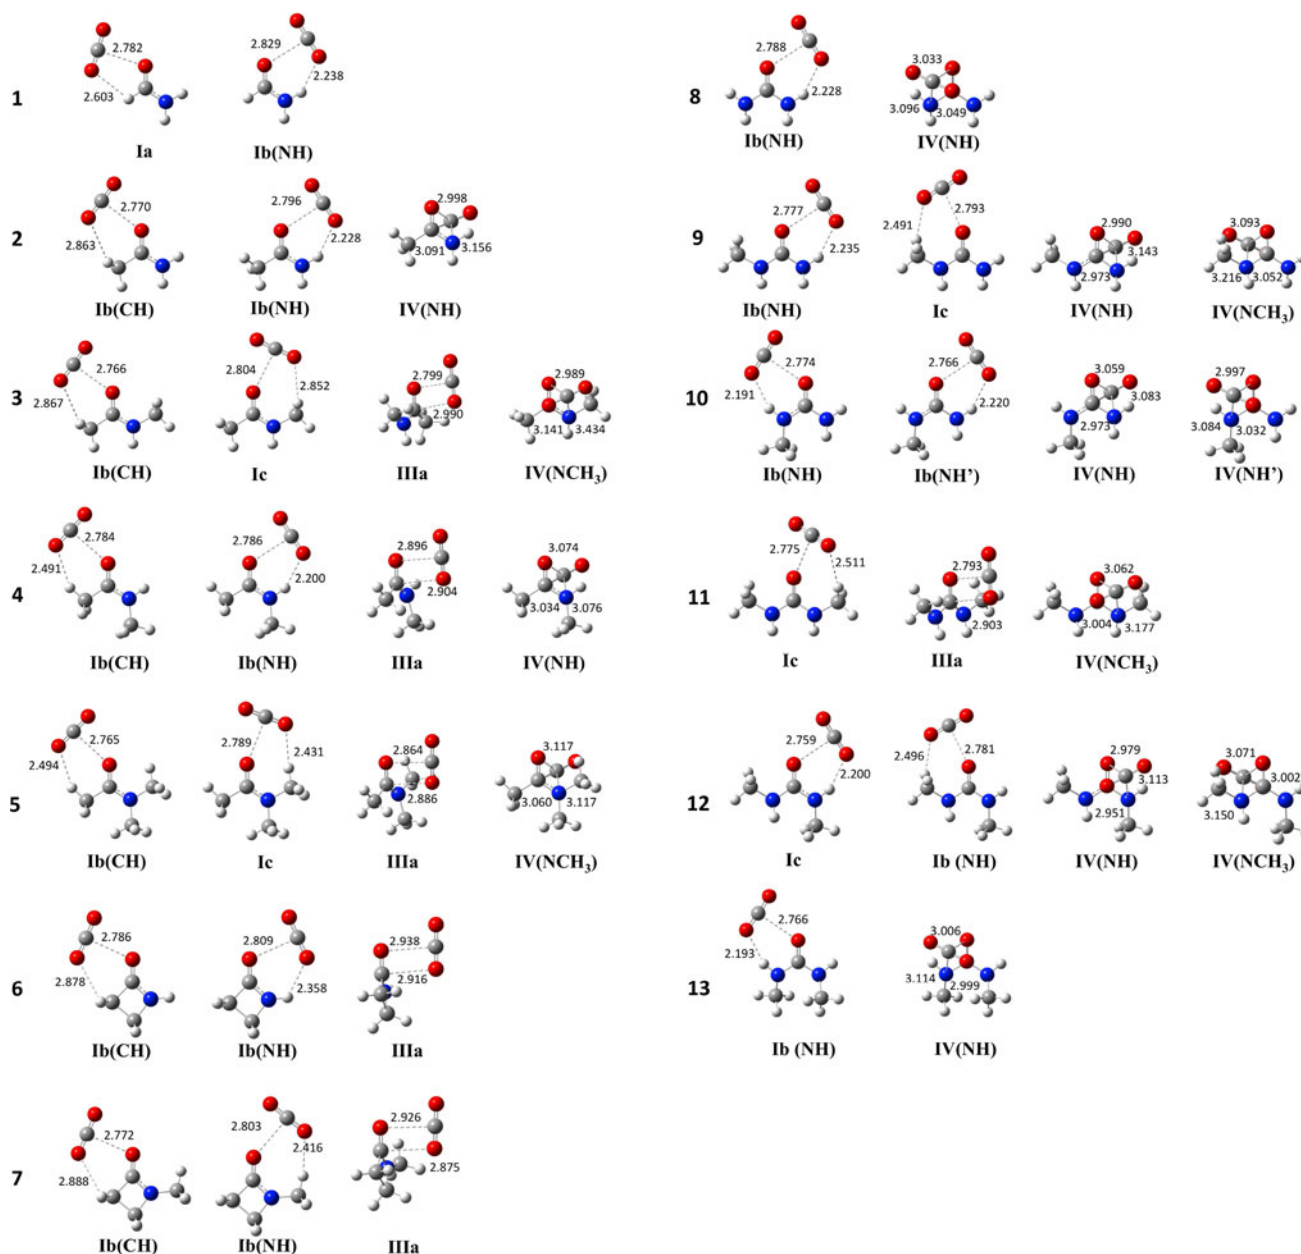 2.782
2.603
1
Ia
2.829
2.238
Ib(NH)
2.770
2.863
2
Ib(CH)
2.796
2.228
Ib(NH)
2.998
3.091
3.156
IV(NH)
2.766
2.867
3
Ib(CH)
2.804
2.852
Ic
2.799
2.990
IIIa
2.989
3.141
3.434
IV(NCH₃)
2.784
2.491
4
Ib(CH)
2.786
2.200
Ib(NH)
2.896
2.904
IIIa
3.074
3.034
3.076
IV(NH)
2.765
2.494
5
Ib(CH)
2.789
2.431
Ic
2.864
2.886
IIIa
3.117
3.060
3.117
IV(NCH₃)
2.786
2.878
6
Ib(CH)
2.809
2.358
Ib(NH)
2.938
2.916
IIIa
2.772
2.888
7
Ib(CH)
2.803
2.416
Ib(NH)
2.926
2.875
IIIa
2.788
2.228
8
Ib(NH)
3.033
3.096
3.049
IV(NH)
2.777
2.235
9
Ib(NH)
2.491
2.793
Ic
2.990
3.143
2.973
IV(NH)
3.093
3.216
3.052
IV(NCH₃)
2.774
2.191
10
Ib(NH)
2.766
2.220
Ib(NH’)
3.059
3.083
2.973
IV(NH)
2.997
3.084
3.032
IV(NH’)
2.775
2.511
11
Ic
2.793
2.903
IIIa
3.062
3.004
3.177
IV(NCH₃)
2.759
2.200
12
Ic
2.496
2.781
Ib (NH)
2.979
3.113
2.951
IV(NH)
3.071
3.002
3.150
IV(NCH₃)
2.766
2.193
13
Ib (NH)
3.006
3.114
2.999
IV(NH)